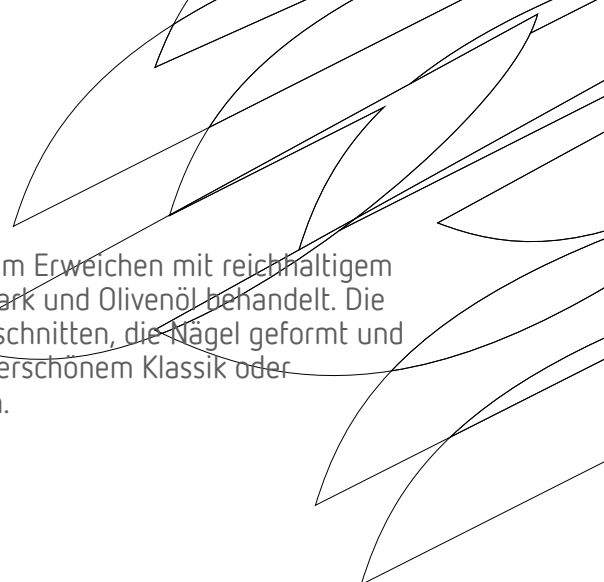 m Erweichen mit reichhaltigem
ark und Olivenöl behandelt. Die
schnitten, die Nägel geformt und
erschönem Klassik oder
.